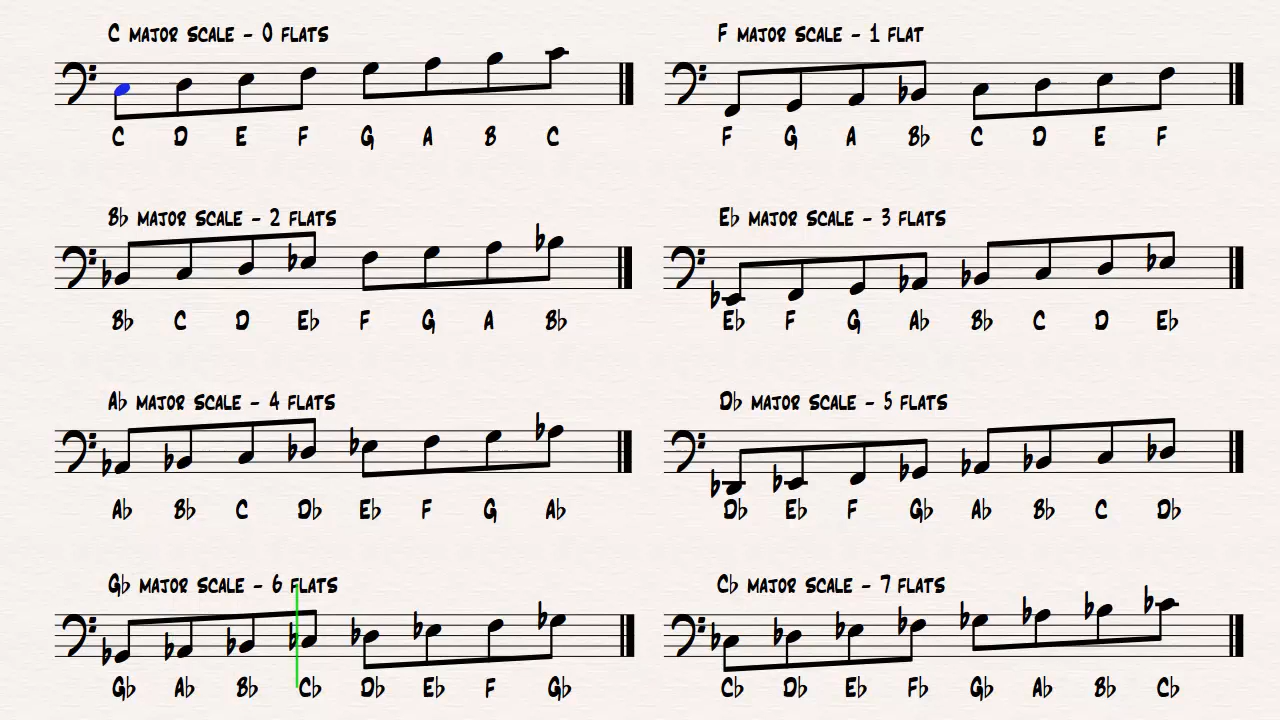 C MAJOR SCALE - 0 FLATS
C D E F G A B C
F MAJOR SCALE - 1 FLAT
F G A B♭ C D E F
B♭ MAJOR SCALE - 2 FLATS
B♭ C D E♭ F G A B♭
E♭ MAJOR SCALE - 3 FLATS
E♭ F G A♭ B♭ C D E♭
A♭ MAJOR SCALE - 4 FLATS
A♭ B♭ C D♭ E♭ F G A♭
D♭ MAJOR SCALE - 5 FLATS
D♭ E♭ F G♭ A♭ B♭ C D♭
G♭ MAJOR SCALE - 6 FLATS
G♭ A♭ B♭ C♭ D♭ E♭ F G♭
C♭ MAJOR SCALE - 7 FLATS
C♭ D♭ E♭ F♭ G♭ A♭ B♭ C♭